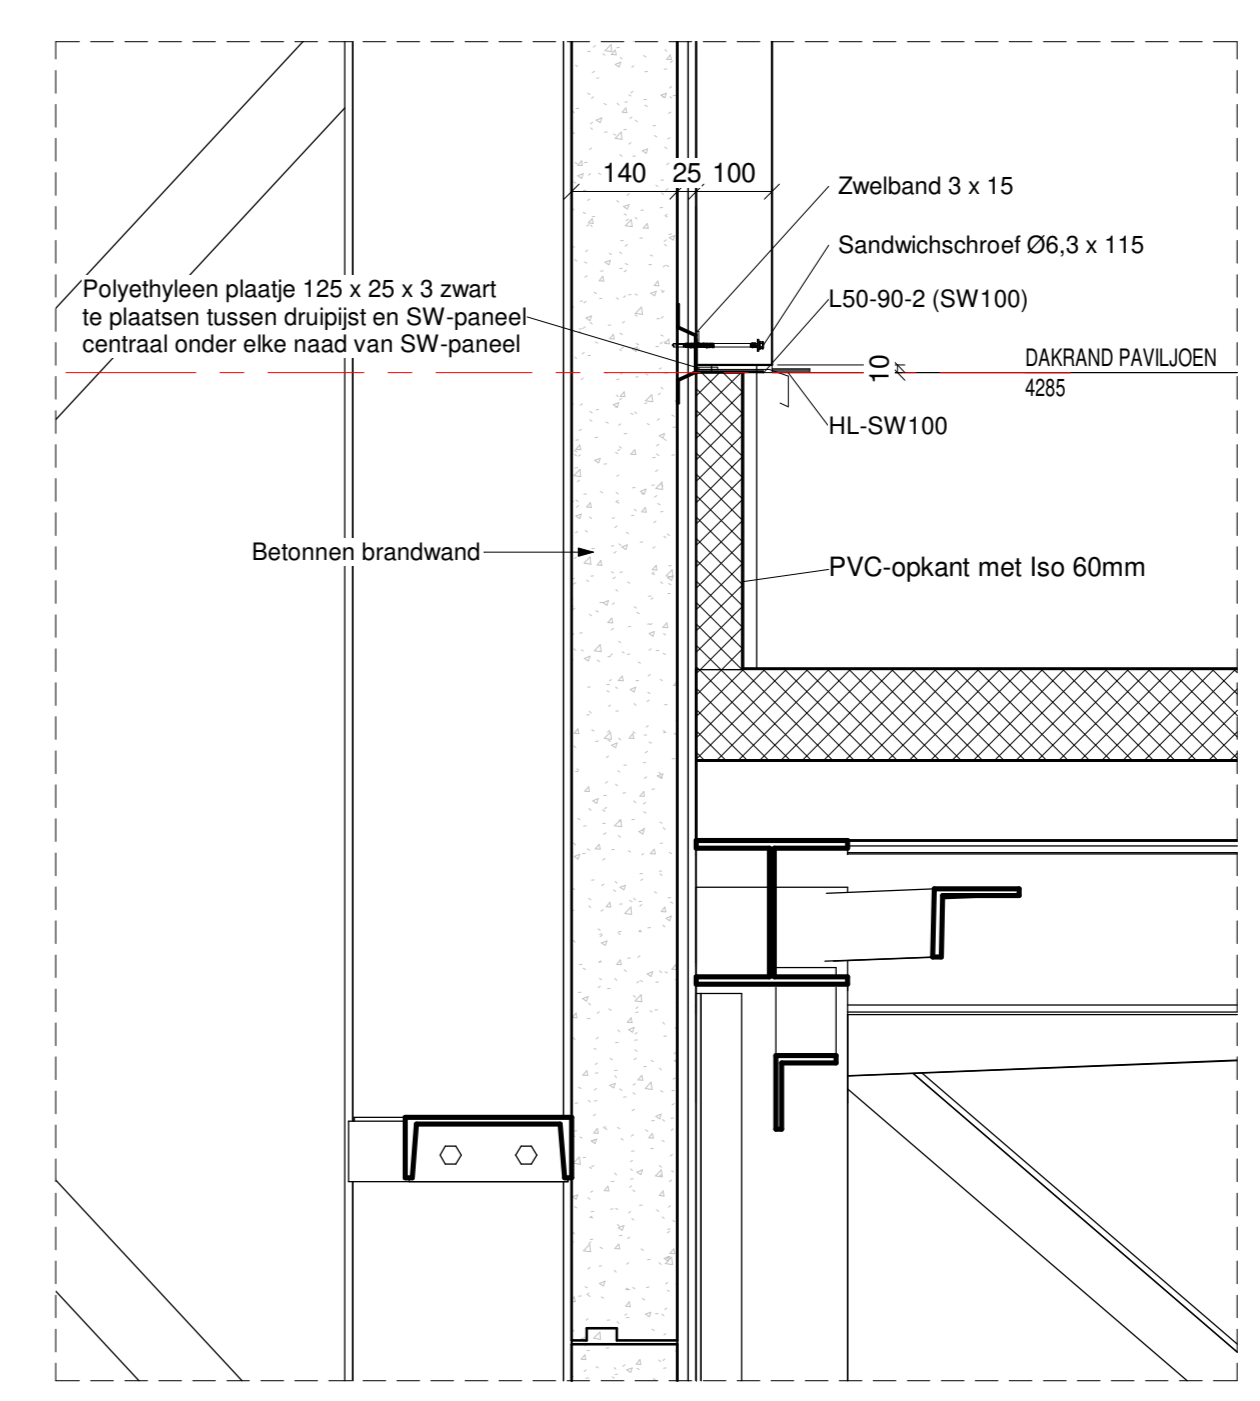 140 25 100
Zwelband 3 x 15
Sandwichschroef Ø6,3 x 115
Polyethyleen plaatje 125 x 25 x 3 zwart
te plaatsen tussen druipijst en SW-paneel
centraal onder elke naad van SW-paneel
L50-90-2 (SW100)
10
DAKRAND PAVILJOEN
4285
HL-SW100
Betonnen brandwand
PVC-opkant met Iso 60mm